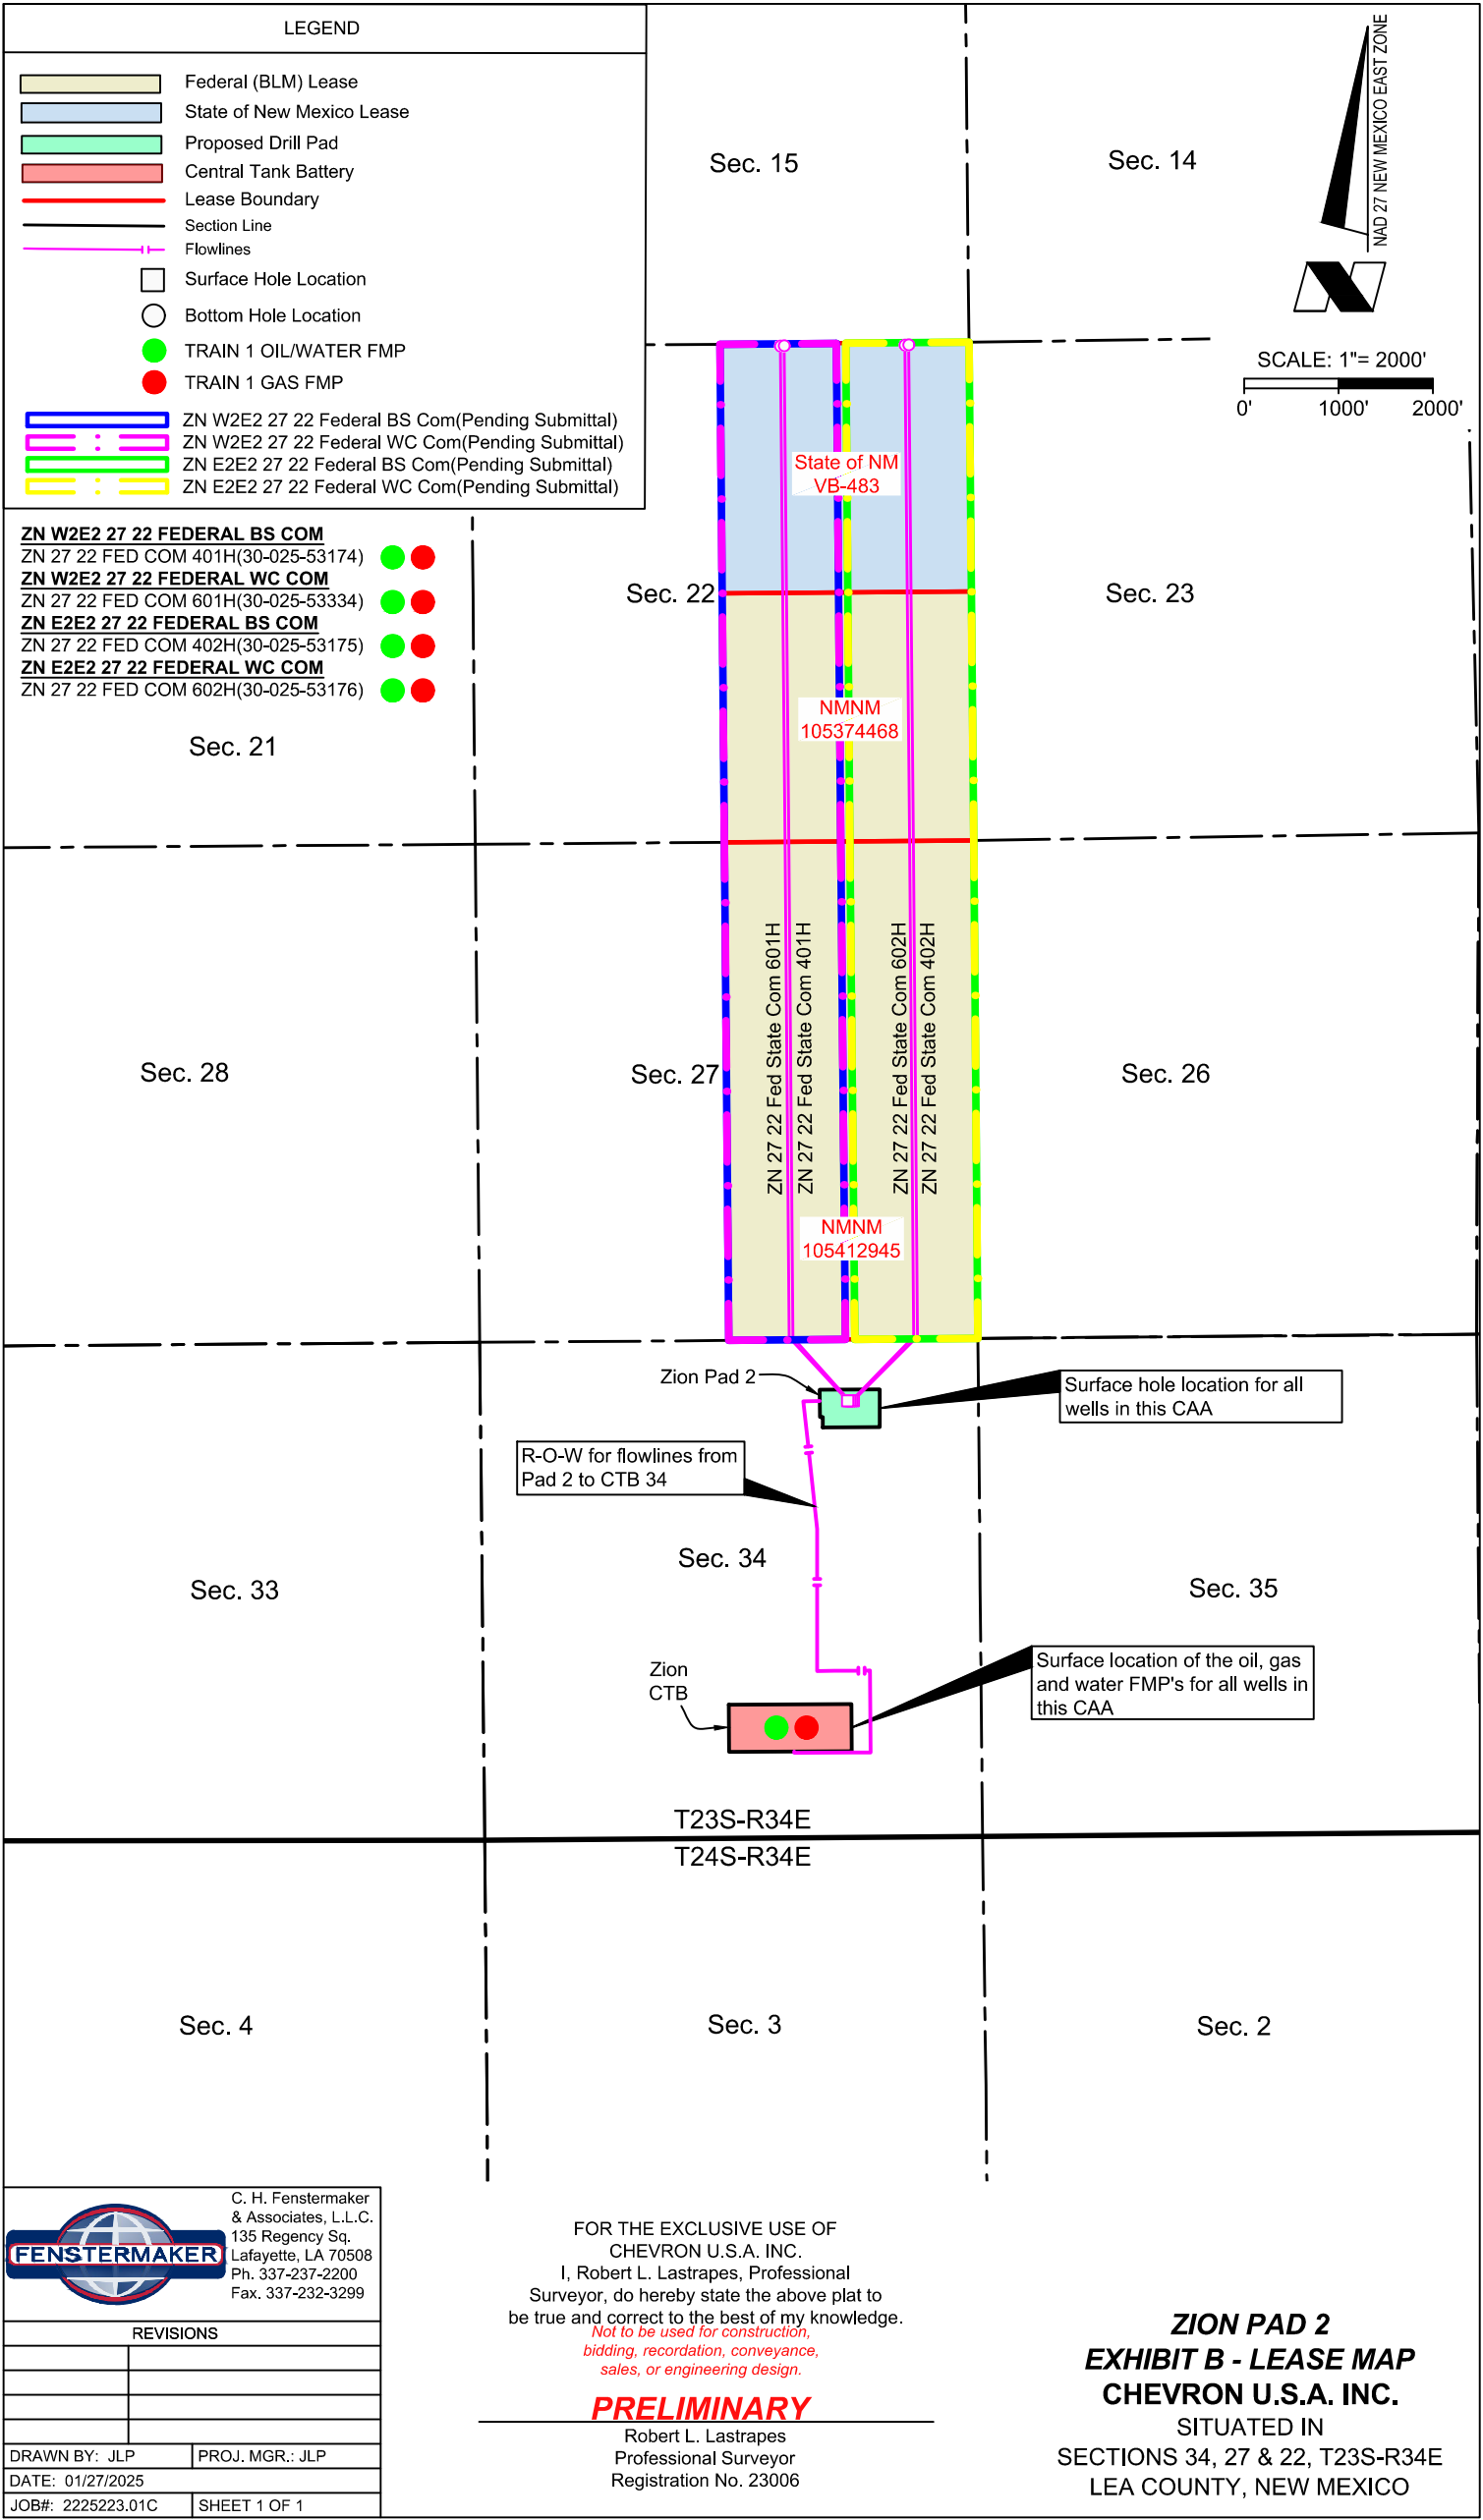 LEGEND
Federal (BLM) Lease
State of New Mexico Lease
Proposed Drill Pad
Central Tank Battery
Lease Boundary
Section Line
Flowlines
Surface Hole Location
Bottom Hole Location
TRAIN 1 OIL/WATER FMP
TRAIN 1 GAS FMP
ZN W2E2 27 22 Federal BS Com(Pending Submittal)
ZN W2E2 27 22 Federal WC Com(Pending Submittal)
ZN E2E2 27 22 Federal BS Com(Pending Submittal)
ZN E2E2 27 22 Federal WC Com(Pending Submittal)
ZN W2E2 27 22 FEDERAL BS COM
ZN 27 22 FED COM 401H(30-025-53174)
ZN W2E2 27 22 FEDERAL WC COM
ZN 27 22 FED COM 601H(30-025-53334)
ZN E2E2 27 22 FEDERAL BS COM
ZN 27 22 FED COM 402H(30-025-53175)
ZN E2E2 27 22 FEDERAL WC COM
ZN 27 22 FED COM 602H(30-025-53176)
Sec. 15
Sec. 14
NAD 27 NEW MEXICO EAST ZONE
N
SCALE: 1"= 2000'
0'
1000'
2000'
State of NM
VB-483
Sec. 22
Sec. 23
NMNM
105374468
Sec. 21
ZN 27 22 Fed State Com 601H
ZN 27 22 Fed State Com 401H
ZN 27 22 Fed State Com 602H
ZN 27 22 Fed State Com 402H
Sec. 28
Sec. 27
Sec. 26
NMNM
105412945
Zion Pad 2
Surface hole location for all
wells in this CAA
R-O-W for flowlines from
Pad 2 to CTB 34
Sec. 34
Sec. 33
Sec. 35
Zion
CTB
Surface location of the oil, gas
and water FMP's for all wells in
this CAA
T23S-R34E
T24S-R34E
Sec. 4
Sec. 3
Sec. 2
FENSTERMAKER
C. H. Fenstermaker
& Associates, L.L.C.
135 Regency Sq.
Lafayette, LA 70508
Ph. 337-237-2200
Fax. 337-232-3299
REVISIONS
DRAWN BY: JLP
PROJ. MGR.: JLP
DATE: 01/27/2025
JOB#: 2225223.01C
SHEET 1 OF 1
FOR THE EXCLUSIVE USE OF
CHEVRON U.S.A. INC.
I, Robert L. Lastrapes, Professional
Surveyor, do hereby state the above plat to
be true and correct to the best of my knowledge.
Not to be used for construction,
bidding, recordation, conveyance,
sales, or engineering design.
PRELIMINARY
Robert L. Lastrapes
Professional Surveyor
Registration No. 23006
ZION PAD 2
EXHIBIT B - LEASE MAP
CHEVRON U.S.A. INC.
SITUATED IN
SECTIONS 34, 27 & 22, T23S-R34E
LEA COUNTY, NEW MEXICO